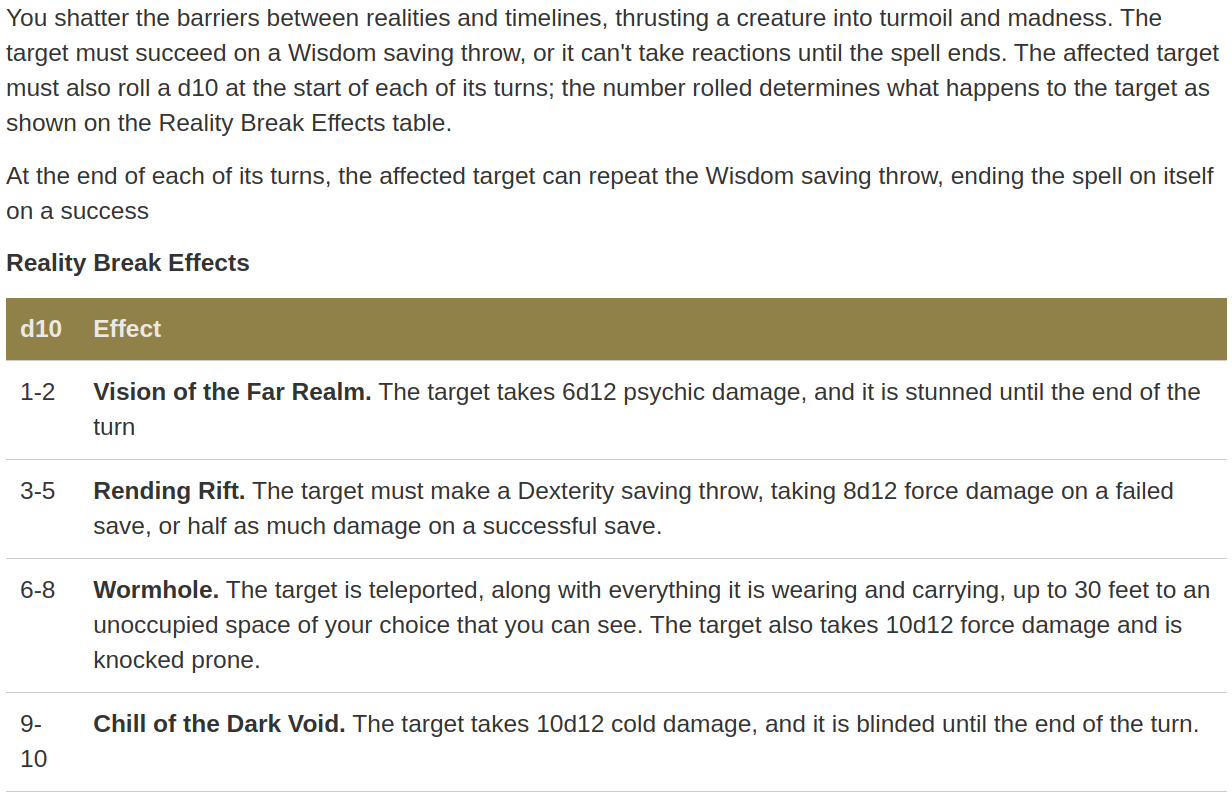 You shatter the barriers between realities and timelines, thrusting a creature into turmoil and madness. The
target must succeed on a Wisdom saving throw, or it can't take reactions until the spell ends. The affected target
must also roll a d10 at the start of each of its turns; the number rolled determines what happens to the target as
shown on the Reality Break Effects table.
At the end of each of its turns, the affected target can repeat the Wisdom saving throw, ending the spell on itself
on a success
Reality Break Effects
d10 Effect
1-2 Vision of the Far Realm. The target takes 6d12 psychic damage, and it is stunned until the end of the
turn
3-5 Rending Rift. The target must make a Dexterity saving throw, taking 8d12 force damage on a failed
save, or half as much damage on a successful save.
6-8 Wormhole. The target is teleported, along with everything it is wearing and carrying, up to 30 feet to an
unoccupied space of your choice that you can see. The target also takes 10d12 force damage and is
knocked prone.
9- Chill of the Dark Void. The target takes 10d12 cold damage, and it is blinded until the end of the turn.
10